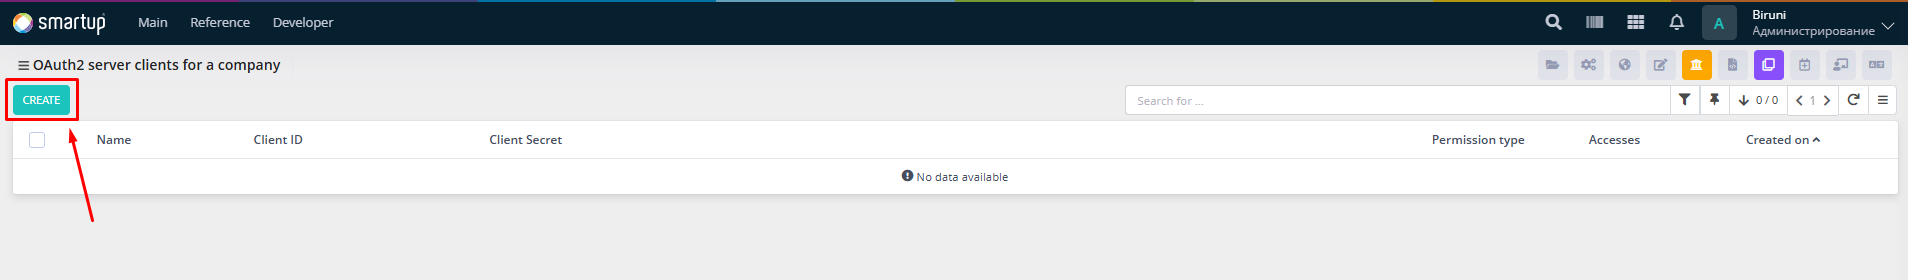 smartup Main Reference Developer
A
Biruni
Администрирование
OAuth2 server clients for a company
CREATE
Search for ...
0 / 0
1
Name Client ID Client Secret Permission type Accesses Created on
No data available